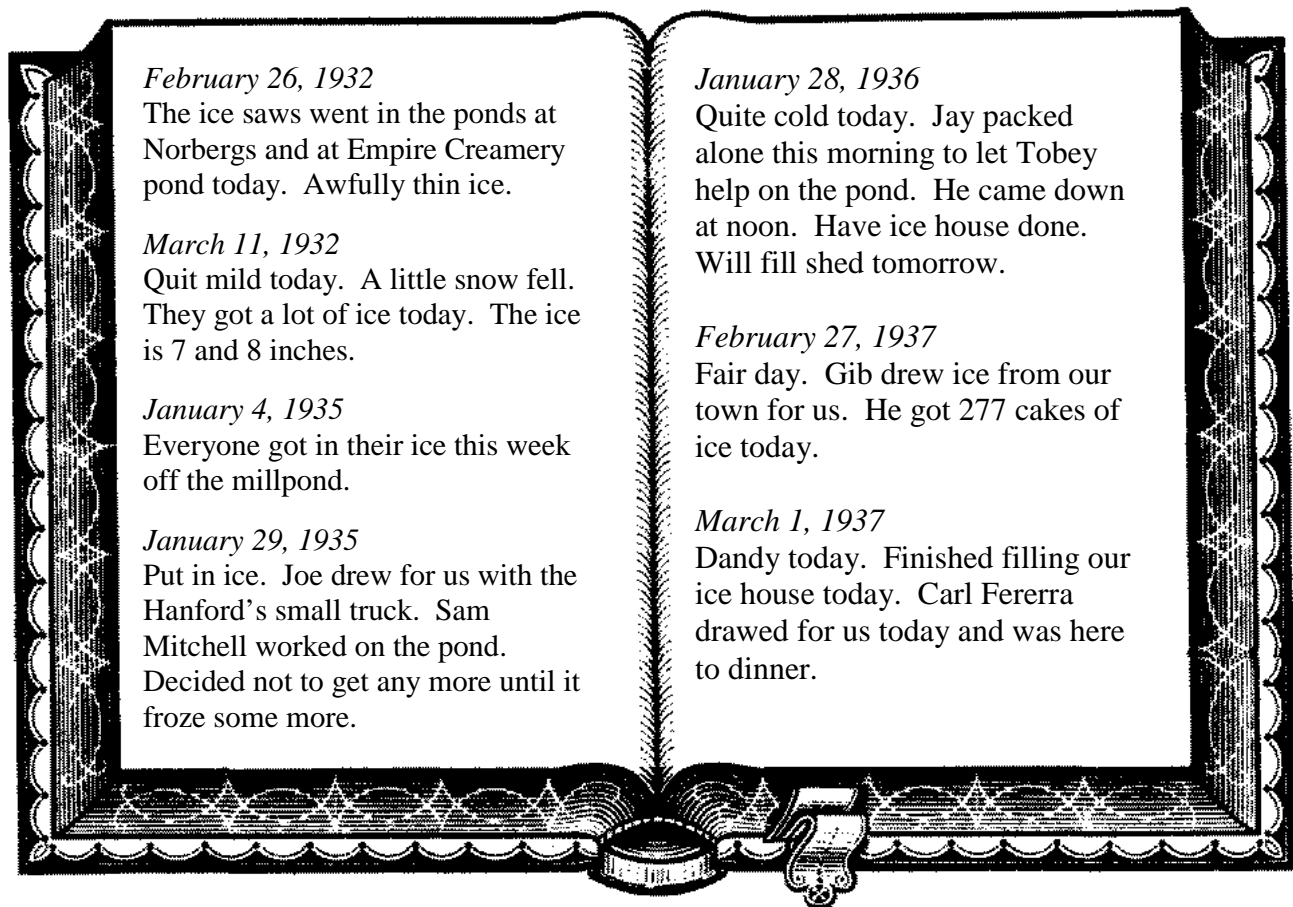 February 26, 1932
The ice saws went in the ponds at
Norbergs and at Empire Creamery
pond today.  Awfully thin ice.
March 11, 1932
Quit mild today.  A little snow fell.
They got a lot of ice today.  The ice
is 7 and 8 inches.
January 4, 1935
Everyone got in their ice this week
off the millpond.
January 29, 1935
Put in ice.  Joe drew for us with the
Hanford’s small truck.  Sam
Mitchell worked on the pond.
Decided not to get any more until it
froze some more.
January 28, 1936
Quite cold today.  Jay packed
alone this morning to let Tobey
help on the pond.  He came down
at noon.  Have ice house done.
Will fill shed tomorrow.
February 27, 1937
Fair day.  Gib drew ice from our
town for us.  He got 277 cakes of
ice today.
March 1, 1937
Dandy today.  Finished filling our
ice house today.  Carl Fererra
drawed for us today and was here
to dinner.